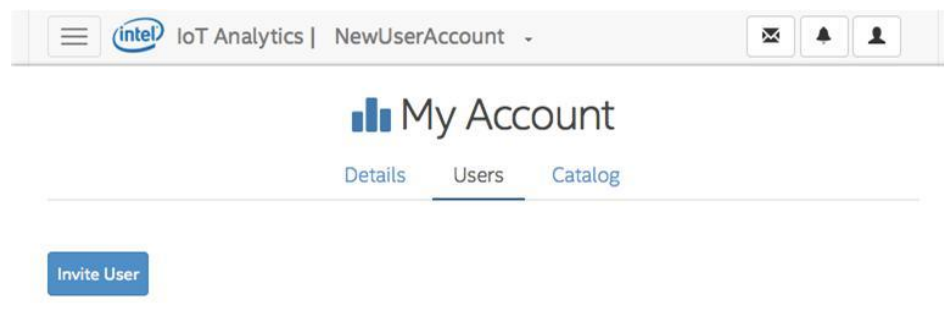 intel IoT Analytics | NewUserAccount
My Account
Details Users Catalog
Invite User